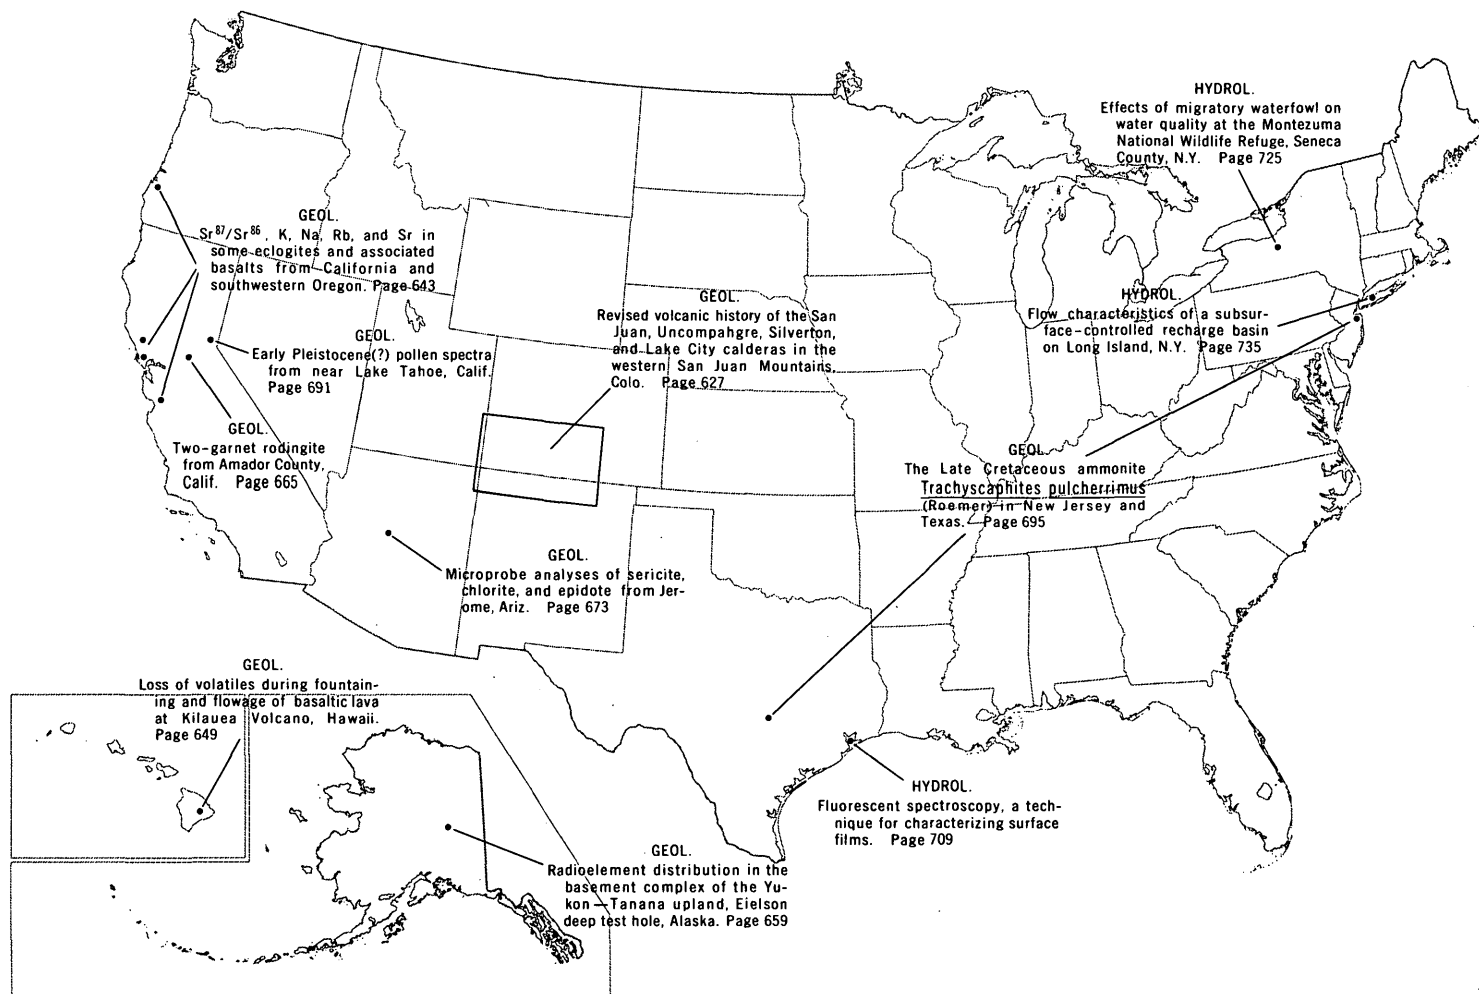 HYDROL.
Effects of migratory waterfowl on
water quality at the Montezuma
National Wildlife Refuge, Seneca
County, N.Y. Page 725
GEOL.
Sr87/Sr86, K, Na, Rb, and Sr in
some eclogites and associated
basalts from California and
southwestern Oregon. Page 643
GEOL.
Revised volcanic history of the San
Juan, Uncompahgre, Silverton,
and Lake City calderas in the
western San Juan Mountains,
Colo. Page 627
HYDROL.
Flow characteristics of a subsur-
face-controlled recharge basin
on Long Island, N.Y. Page 735
GEOL.
Early Pleistocene(?) pollen spectra
from near Lake Tahoe, Calif.
Page 691
GEOL.
Two-garnet rodingite
from Amador County,
Calif. Page 665
GEOL.
The Late Cretaceous ammonite
Trachyscaphites pulcherrimus
(Roemer) in New Jersey and
Texas. Page 695
GEOL.
Microprobe analyses of sericite,
chlorite, and epidote from Jer-
ome, Ariz. Page 673
GEOL.
Loss of volatiles during fountain-
ing and flowage of basaltic lava
at Kilauea Volcano, Hawaii.
Page 649
HYDROL.
Fluorescent spectroscopy, a tech-
nique for characterizing surface
films. Page 709
GEOL.
Radioelement distribution in the
basement complex of the Yu-
kon—Tanana upland, Eielson
deep test hole, Alaska. Page 659